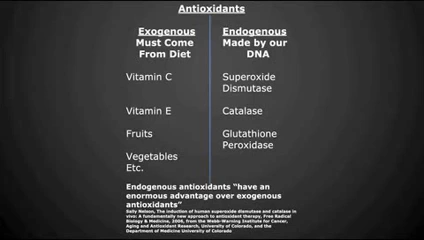 Antioxidants
Exogenous
Must Come
From Diet
Vitamin C
Vitamin E
Fruits
Vegetables
Etc.
Endogenous
Made by our
DNA
Superoxide
Dismutase
Catalase
Glutathione
Peroxidase
Endogenous antioxidants “have an
enormous advantage over exogenous
antioxidants”
Sally Nelson, The induction of human superoxide dismutase and catalase in
vivo: A fundamentally new approach to antioxidant therapy, Free Radical
Biology & Medicine, 2006, from the Webb-Waring Institute for Cancer,
Aging and Antioxidant Research, University of Colorado, and the
Department of Medicine University of Colorado